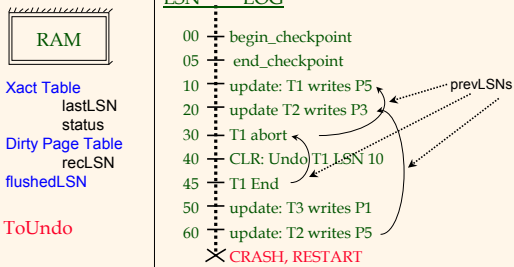 RAM
Xact Table
lastLSN
status
Dirty Page Table
recLSN
flushedLSN
ToUndo
LSN LOG
00 begin_checkpoint
05 end_checkpoint
10 update: T1 writes P5
20 update T2 writes P3
30 T1 abort
40 CLR: Undo T1 LSN 10
45 T1 End
50 update: T3 writes P1
60 update: T2 writes P5
CRASH, RESTART
prevLSNs